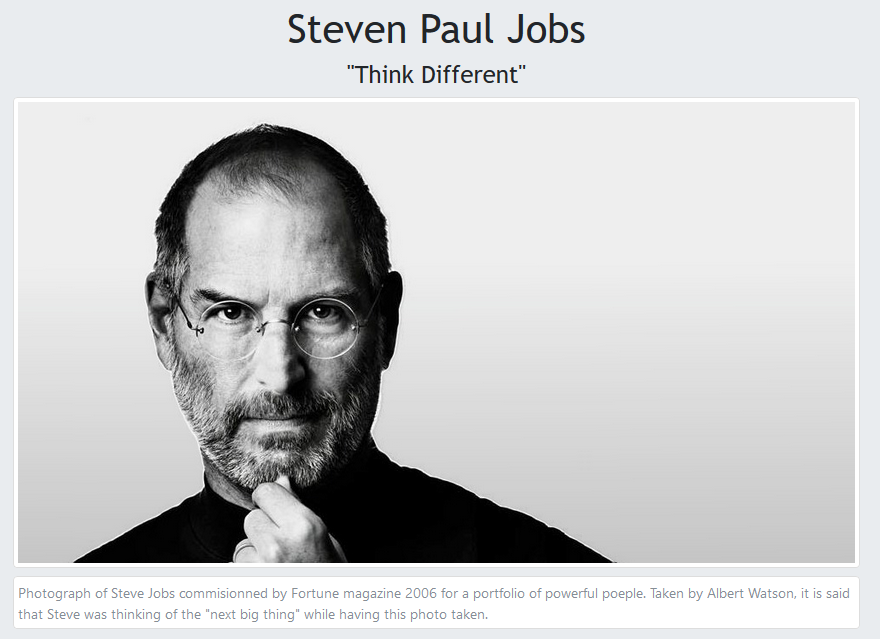 Steven Paul Jobs
"Think Different"
Photograph of Steve Jobs commisionned by Fortune magazine 2006 for a portfolio of powerful poeple. Taken by Albert Watson, it is said
that Steve was thinking of the "next big thing" while having this photo taken.